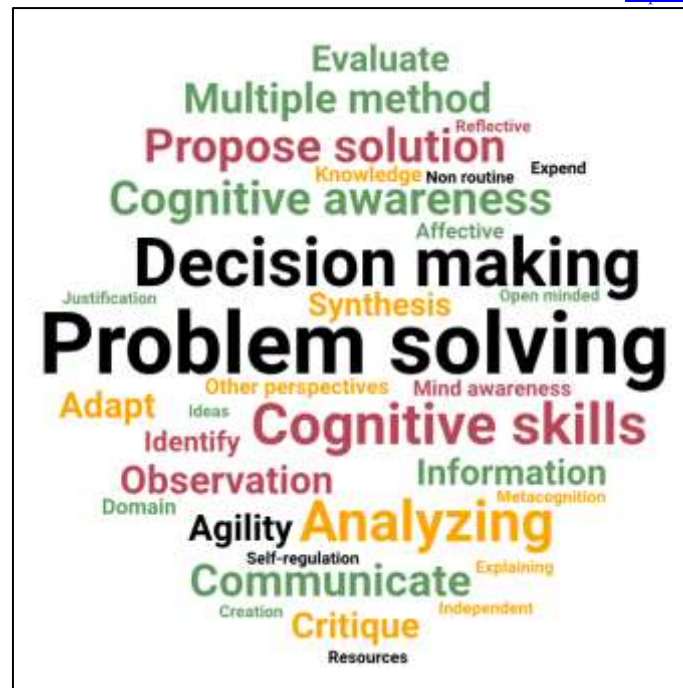 Evaluate
Multiple method
Reflective
Propose solution
Knowledge Non routine Expend
Cognitive awareness
Affective
Decision making
Justification Synthesis Open minded
Problem solving
Other perspectives Mind awareness
Adapt Ideas Cognitive skills
Identify
Observation Information
Metacognition
Domain Agility Analyzing
Self-regulation
Communicate Explaining
Creation Critique Independent
Resources